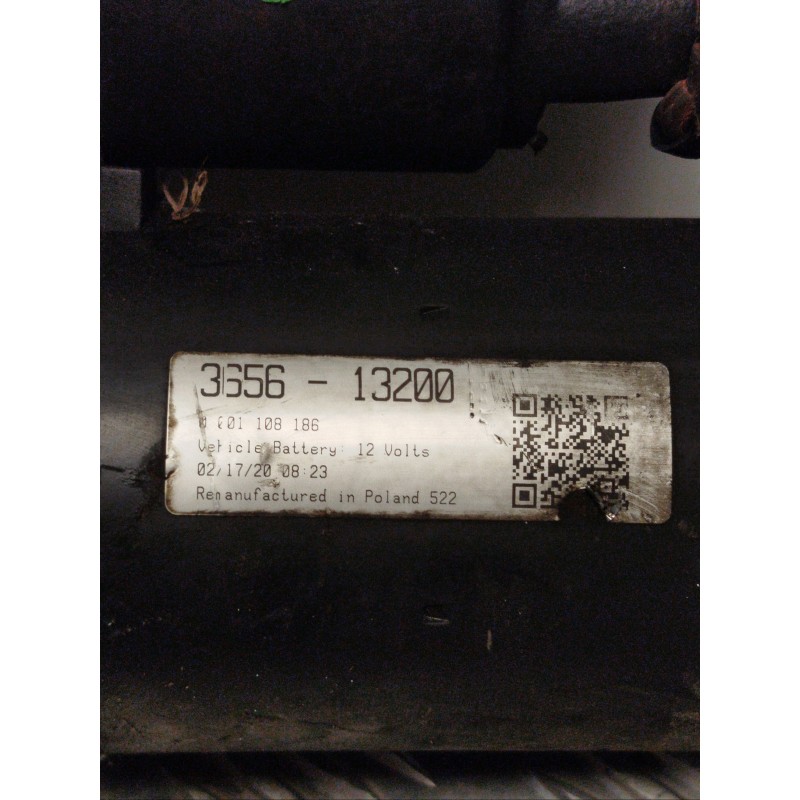 3656 - 13200
0 001 108 186
Vehicle Battery: 12 Volts
02/17/20 08:23
Remanufactured in Poland 522